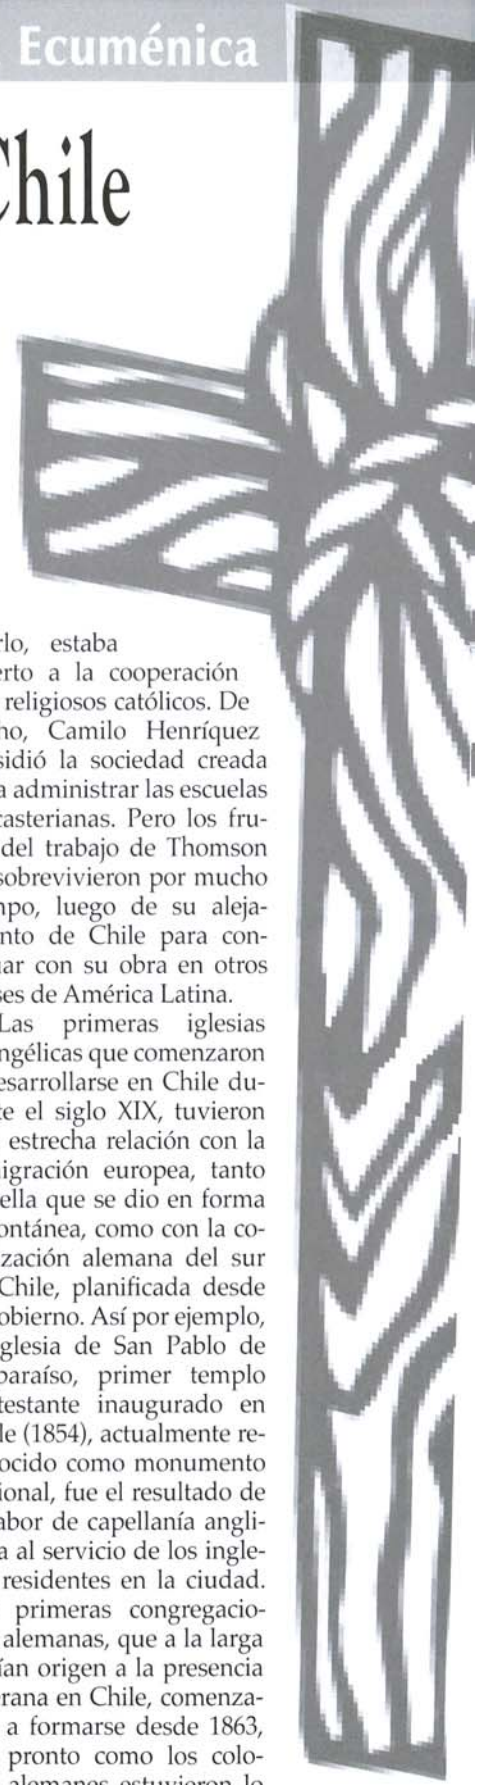 Ecuménica
Chile
rlo, estaba
erto a la cooperación
religiosos católicos. De
ho, Camilo Henríquez
sidió la sociedad creada
a administrar las escuelas
casterianas. Pero los fru-
del trabajo de Thomson
sobrevivieron por mucho
mpo, luego de su aleja-
nto de Chile para con-
ar con su obra en otros
ses de América Latina.
Las primeras iglesias
ngélicas que comenzaron
esarrollarse en Chile du-
te el siglo XIX, tuvieron
estrecha relación con la
igración europea, tanto
ella que se dio en forma
ontánea, como con la co-
zación alemana del sur
Chile, planificada desde
obierno. Así por ejemplo,
glesia de San Pablo de
paraíso, primer templo
testante inaugurado en
le (1854), actualmente re-
ocido como monumento
ional, fue el resultado de
abor de capellanía angli-
a al servicio de los ingle-
residentes en la ciudad.
primeras congregacio-
alemanas, que a la larga
ían origen a la presencia
erana en Chile, comenza-
a formarse desde 1863,
pronto como los colo-
alemanes estuvieron lo